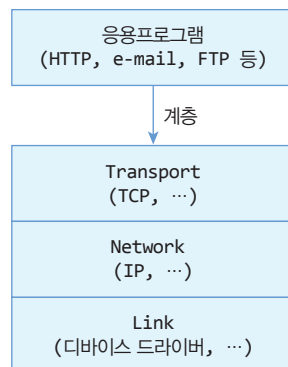 응용프로그램
(HTTP, e-mail, FTP 등)
계층
Transport
(TCP, …)
Network
(IP, …)
Link
(디바이스 드라이버, …)